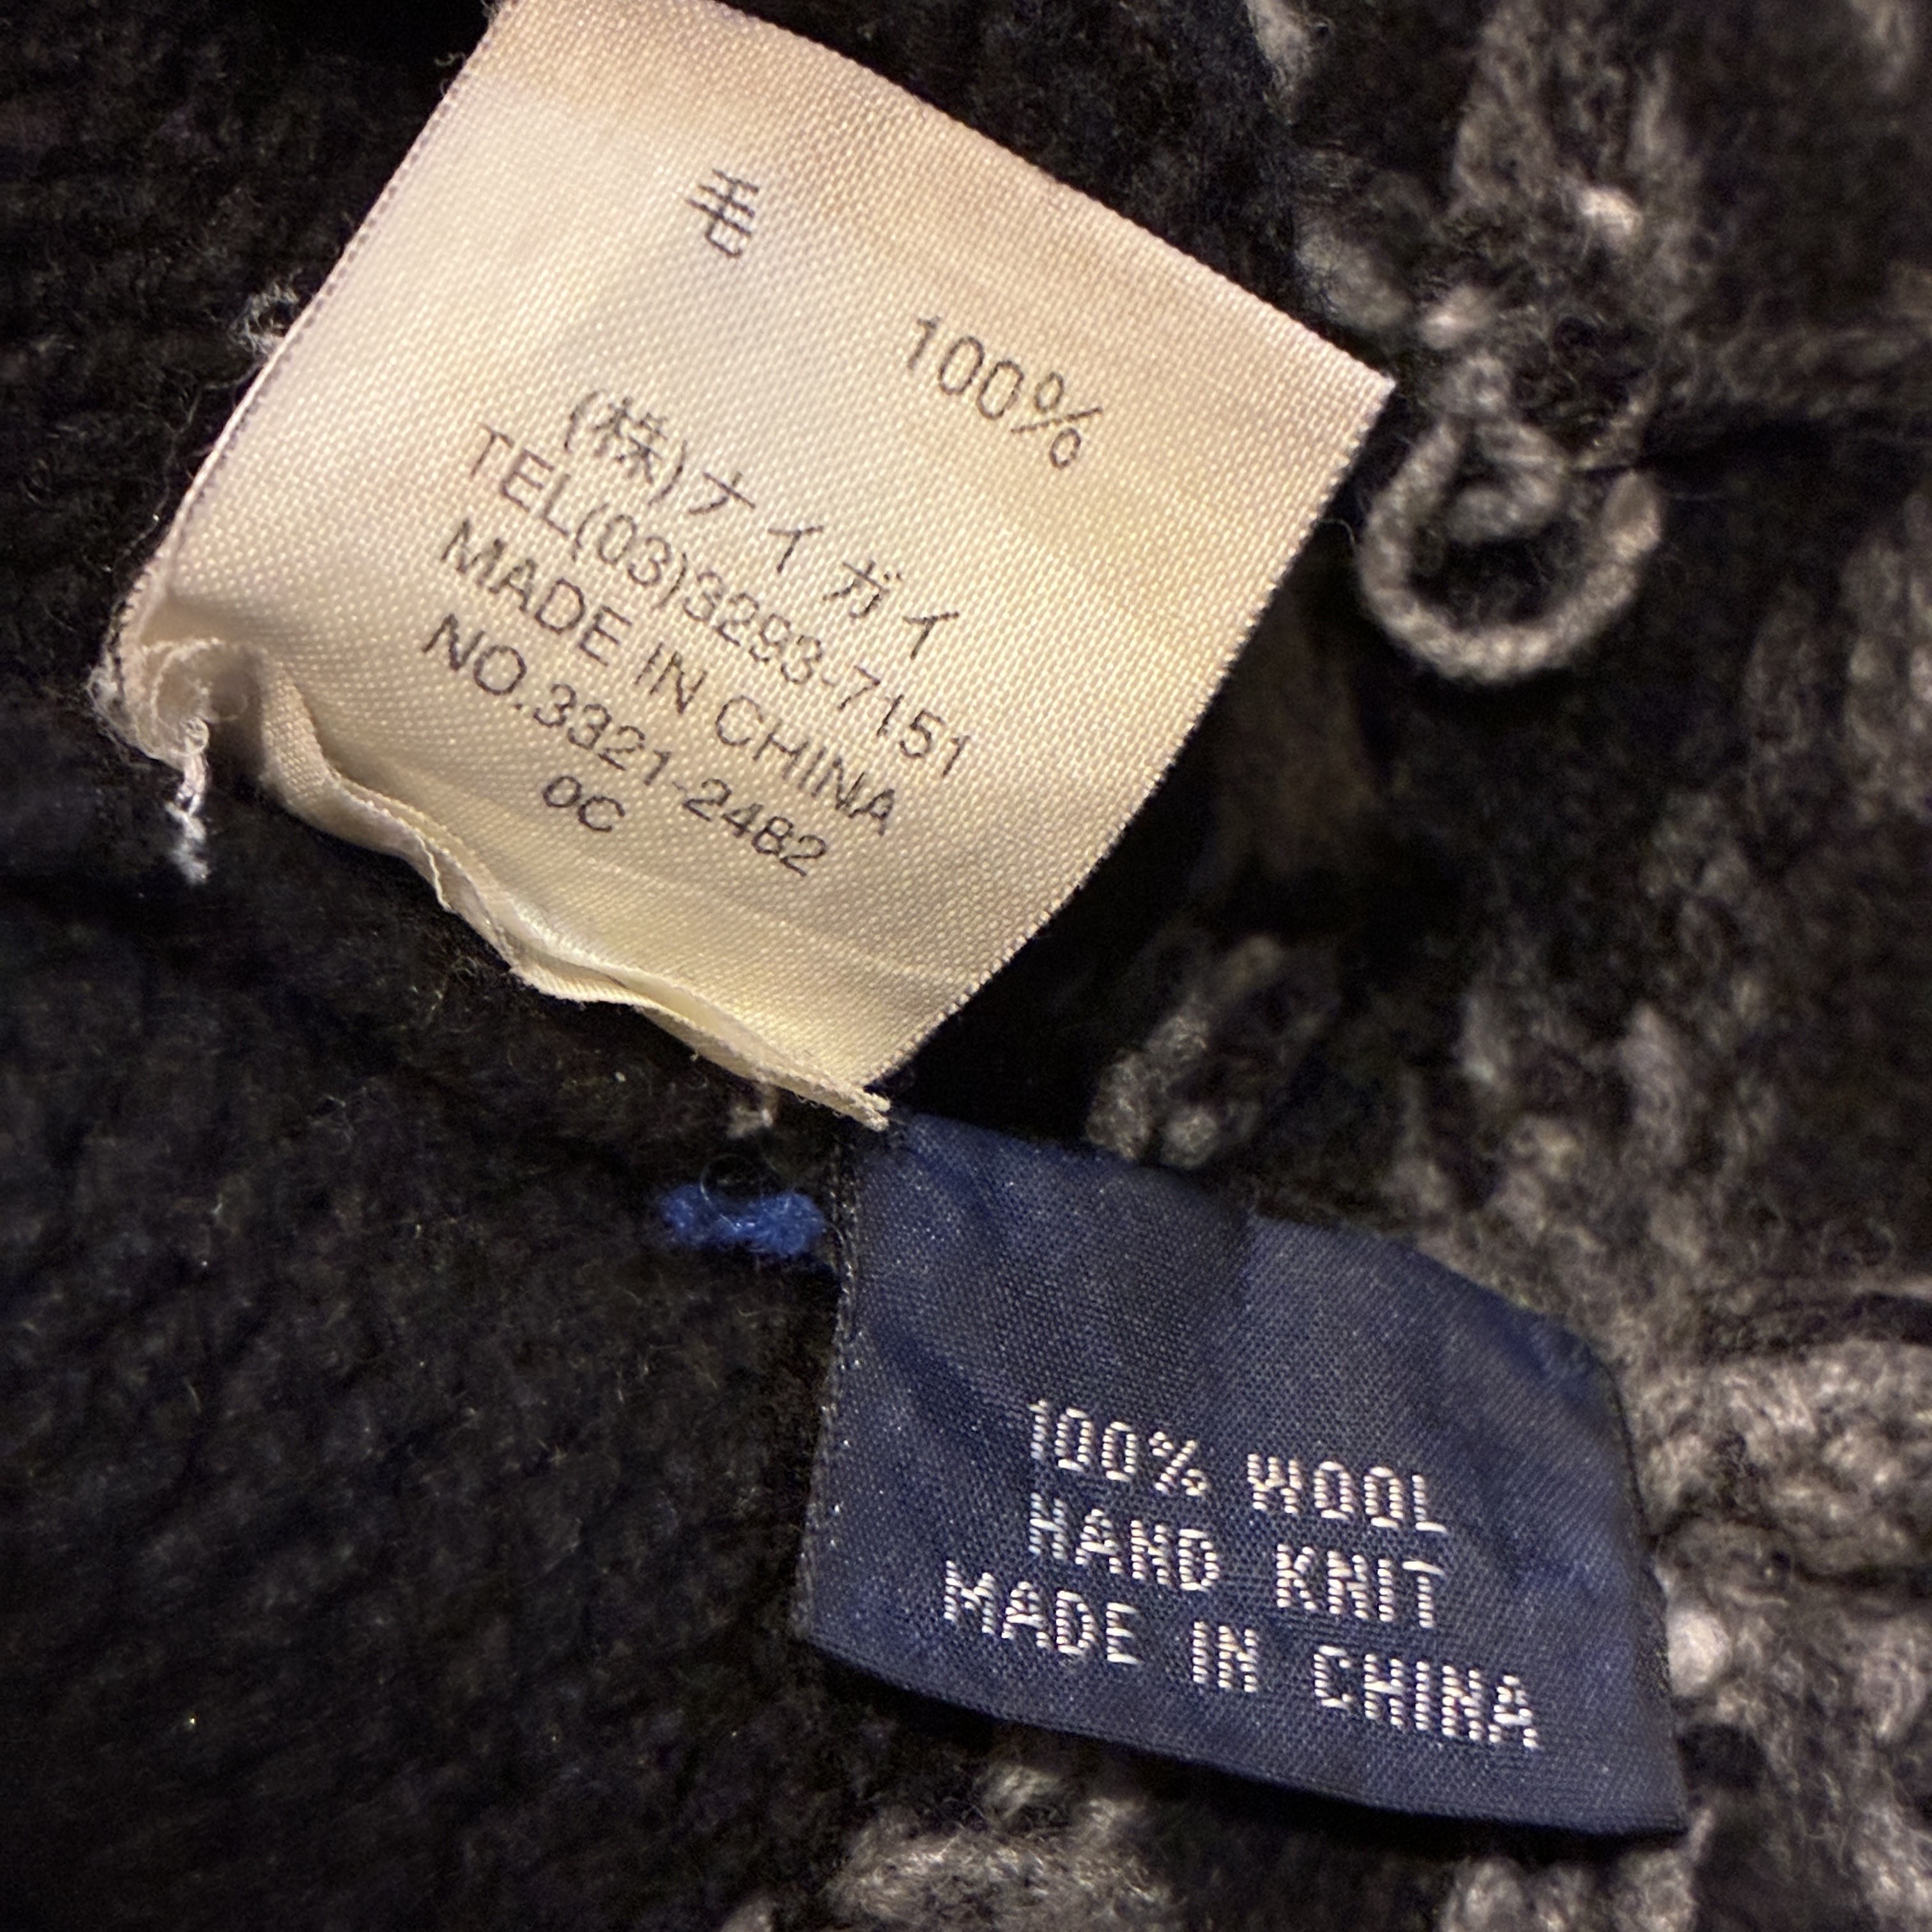 毛
100%
(株)ナイガイ
TEL(03)3293-7151
MADE IN CHINA
NO.3321-2482
0C
100% WOOL
HAND KNIT
MADE IN CHINA